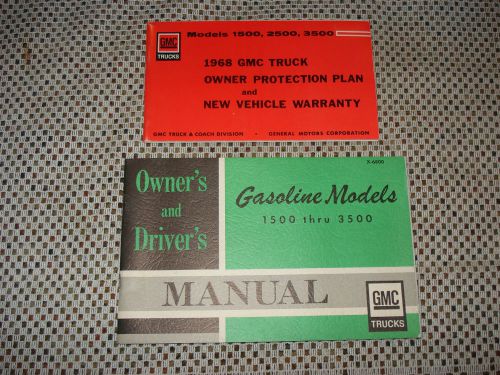 Models 1500, 2500, 3500
GMC
TRUCKS
1968 GMC TRUCK
OWNER PROTECTION PLAN
and
NEW VEHICLE WARRANTY
GMC TRUCK & COACH DIVISION • GENERAL MOTORS CORPORATION
X-6800
Owner's
and
Driver's
Gasoline Models
1500 thru 3500
MANUAL
GMC
TRUCKS